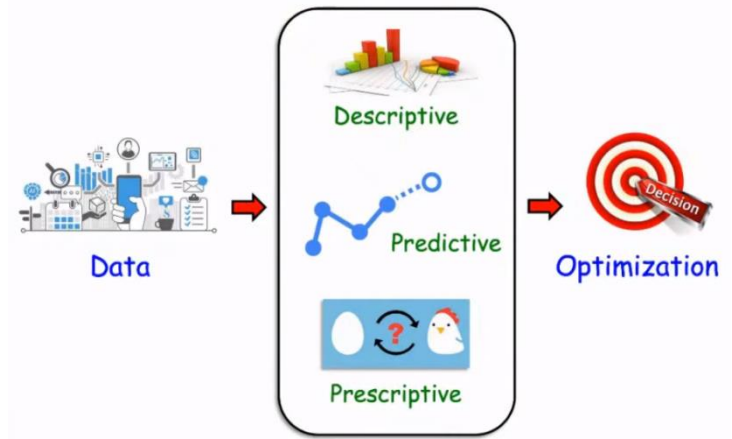 Descriptive
Predictive
Prescriptive
Data
Optimization
Decision
?